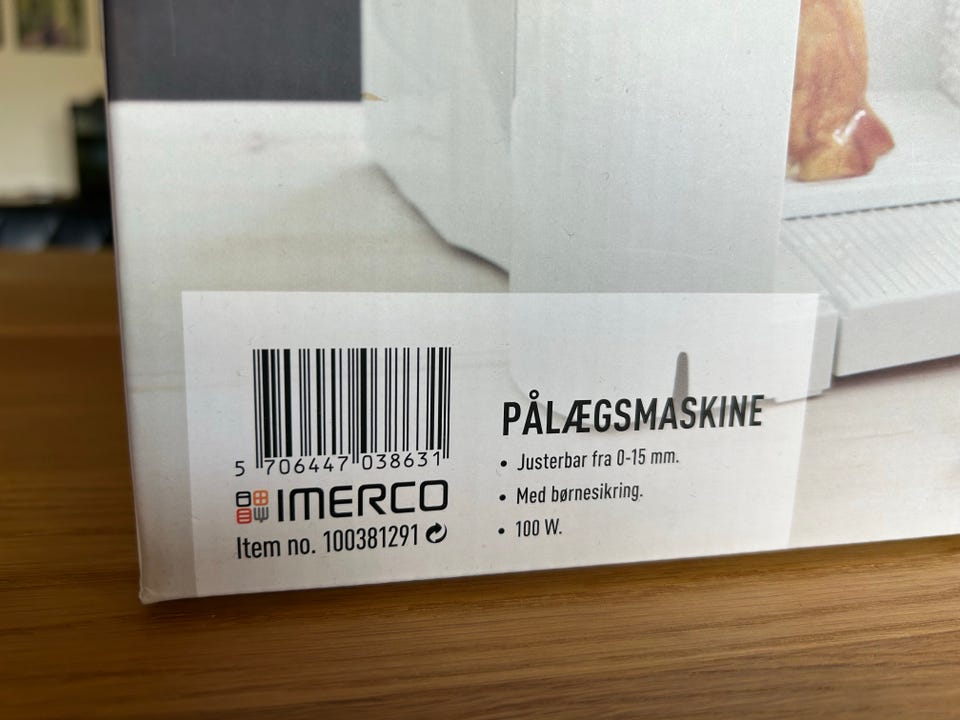 5 706447 038631
IMERCO
Item no. 100381291
PÅLÆGSMASKINE
• Justerbar fra 0-15 mm.
• Med børnesikring.
• 100 W.